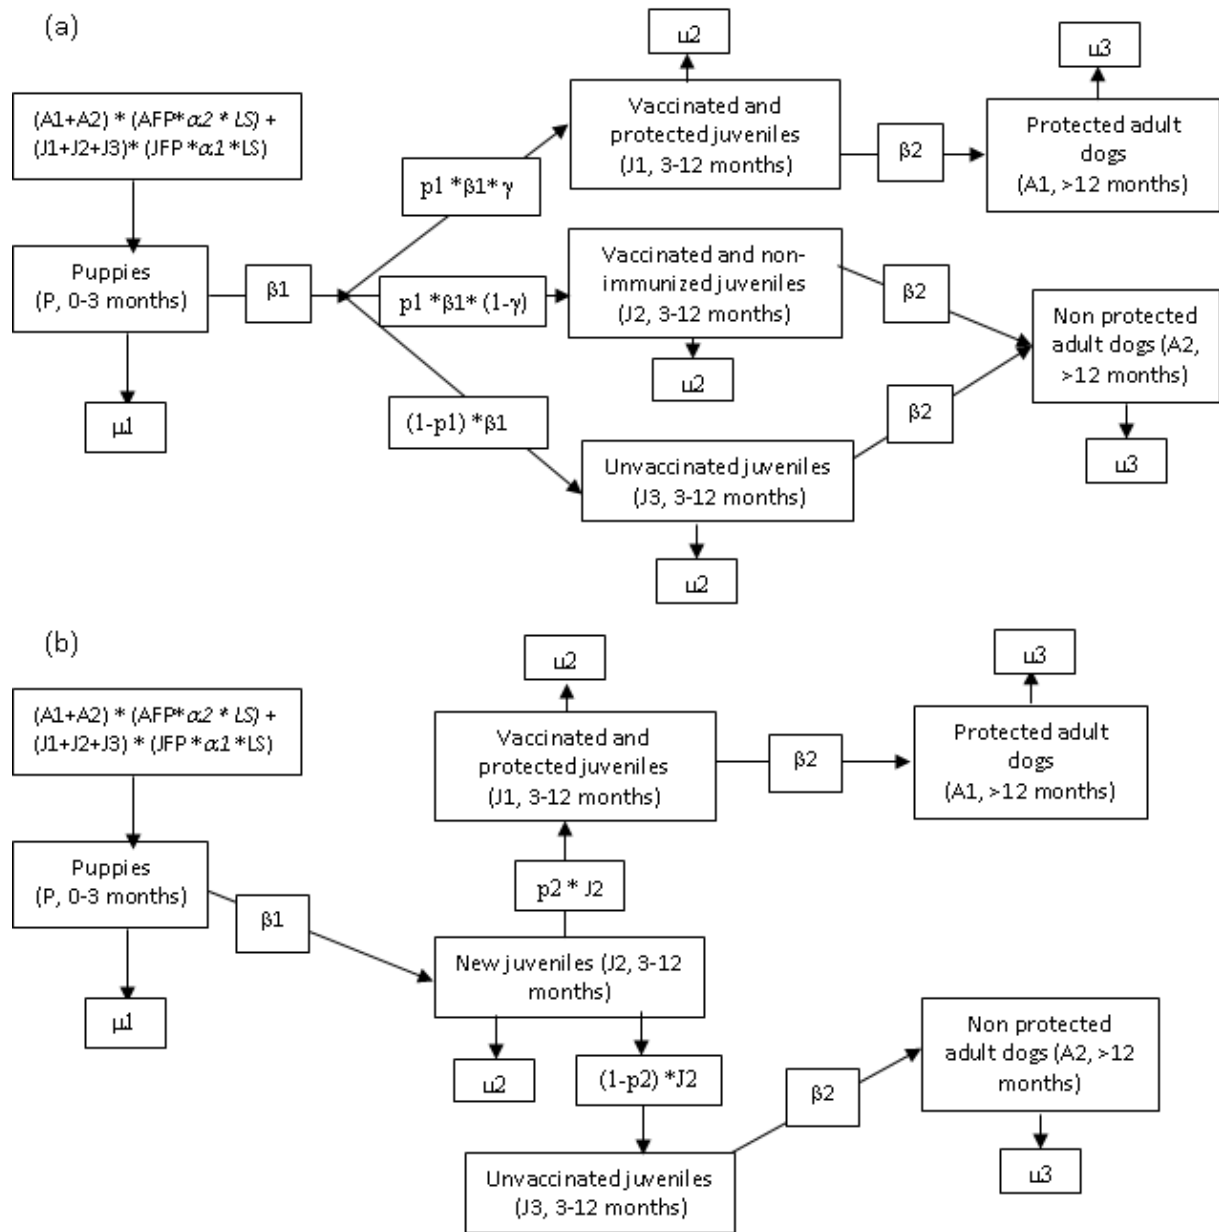 (a)
u2
u3
(A1+A2) * (AFP*α2 * LS) +
(J1+J2+J3)* (JFP *α1 *LS)
Vaccinated and
protected juveniles
(J1, 3-12 months)
β2
Protected adult
dogs
(A1, >12 months)
p1 *β1* γ
Puppies
(P, 0-3 months)
β1
p1 *β1* (1-γ)
Vaccinated and non-
immunized juveniles
(J2, 3-12 months)
β2
Non protected
adult dogs (A2,
>12 months)
u2
μ1
(1-p1) *β1
β2
Unvaccinated juveniles
(J3, 3-12 months)
u3
u2
(b)
u2
u3
(A1+A2) * (AFP*α2 * LS) +
(J1+J2+J3) * (JFP *α1 *LS)
Vaccinated and
protected juveniles
(J1, 3-12 months)
β2
Protected adult
dogs
(A1, >12 months)
Puppies
(P, 0-3 months)
p2 * J2
β1
New juveniles (J2, 3-12
months)
μ1
u2
(1-p2) *J2
β2
Non protected
adult dogs (A2, >12
months)
Unvaccinated juveniles
(J3, 3-12 months)
u3